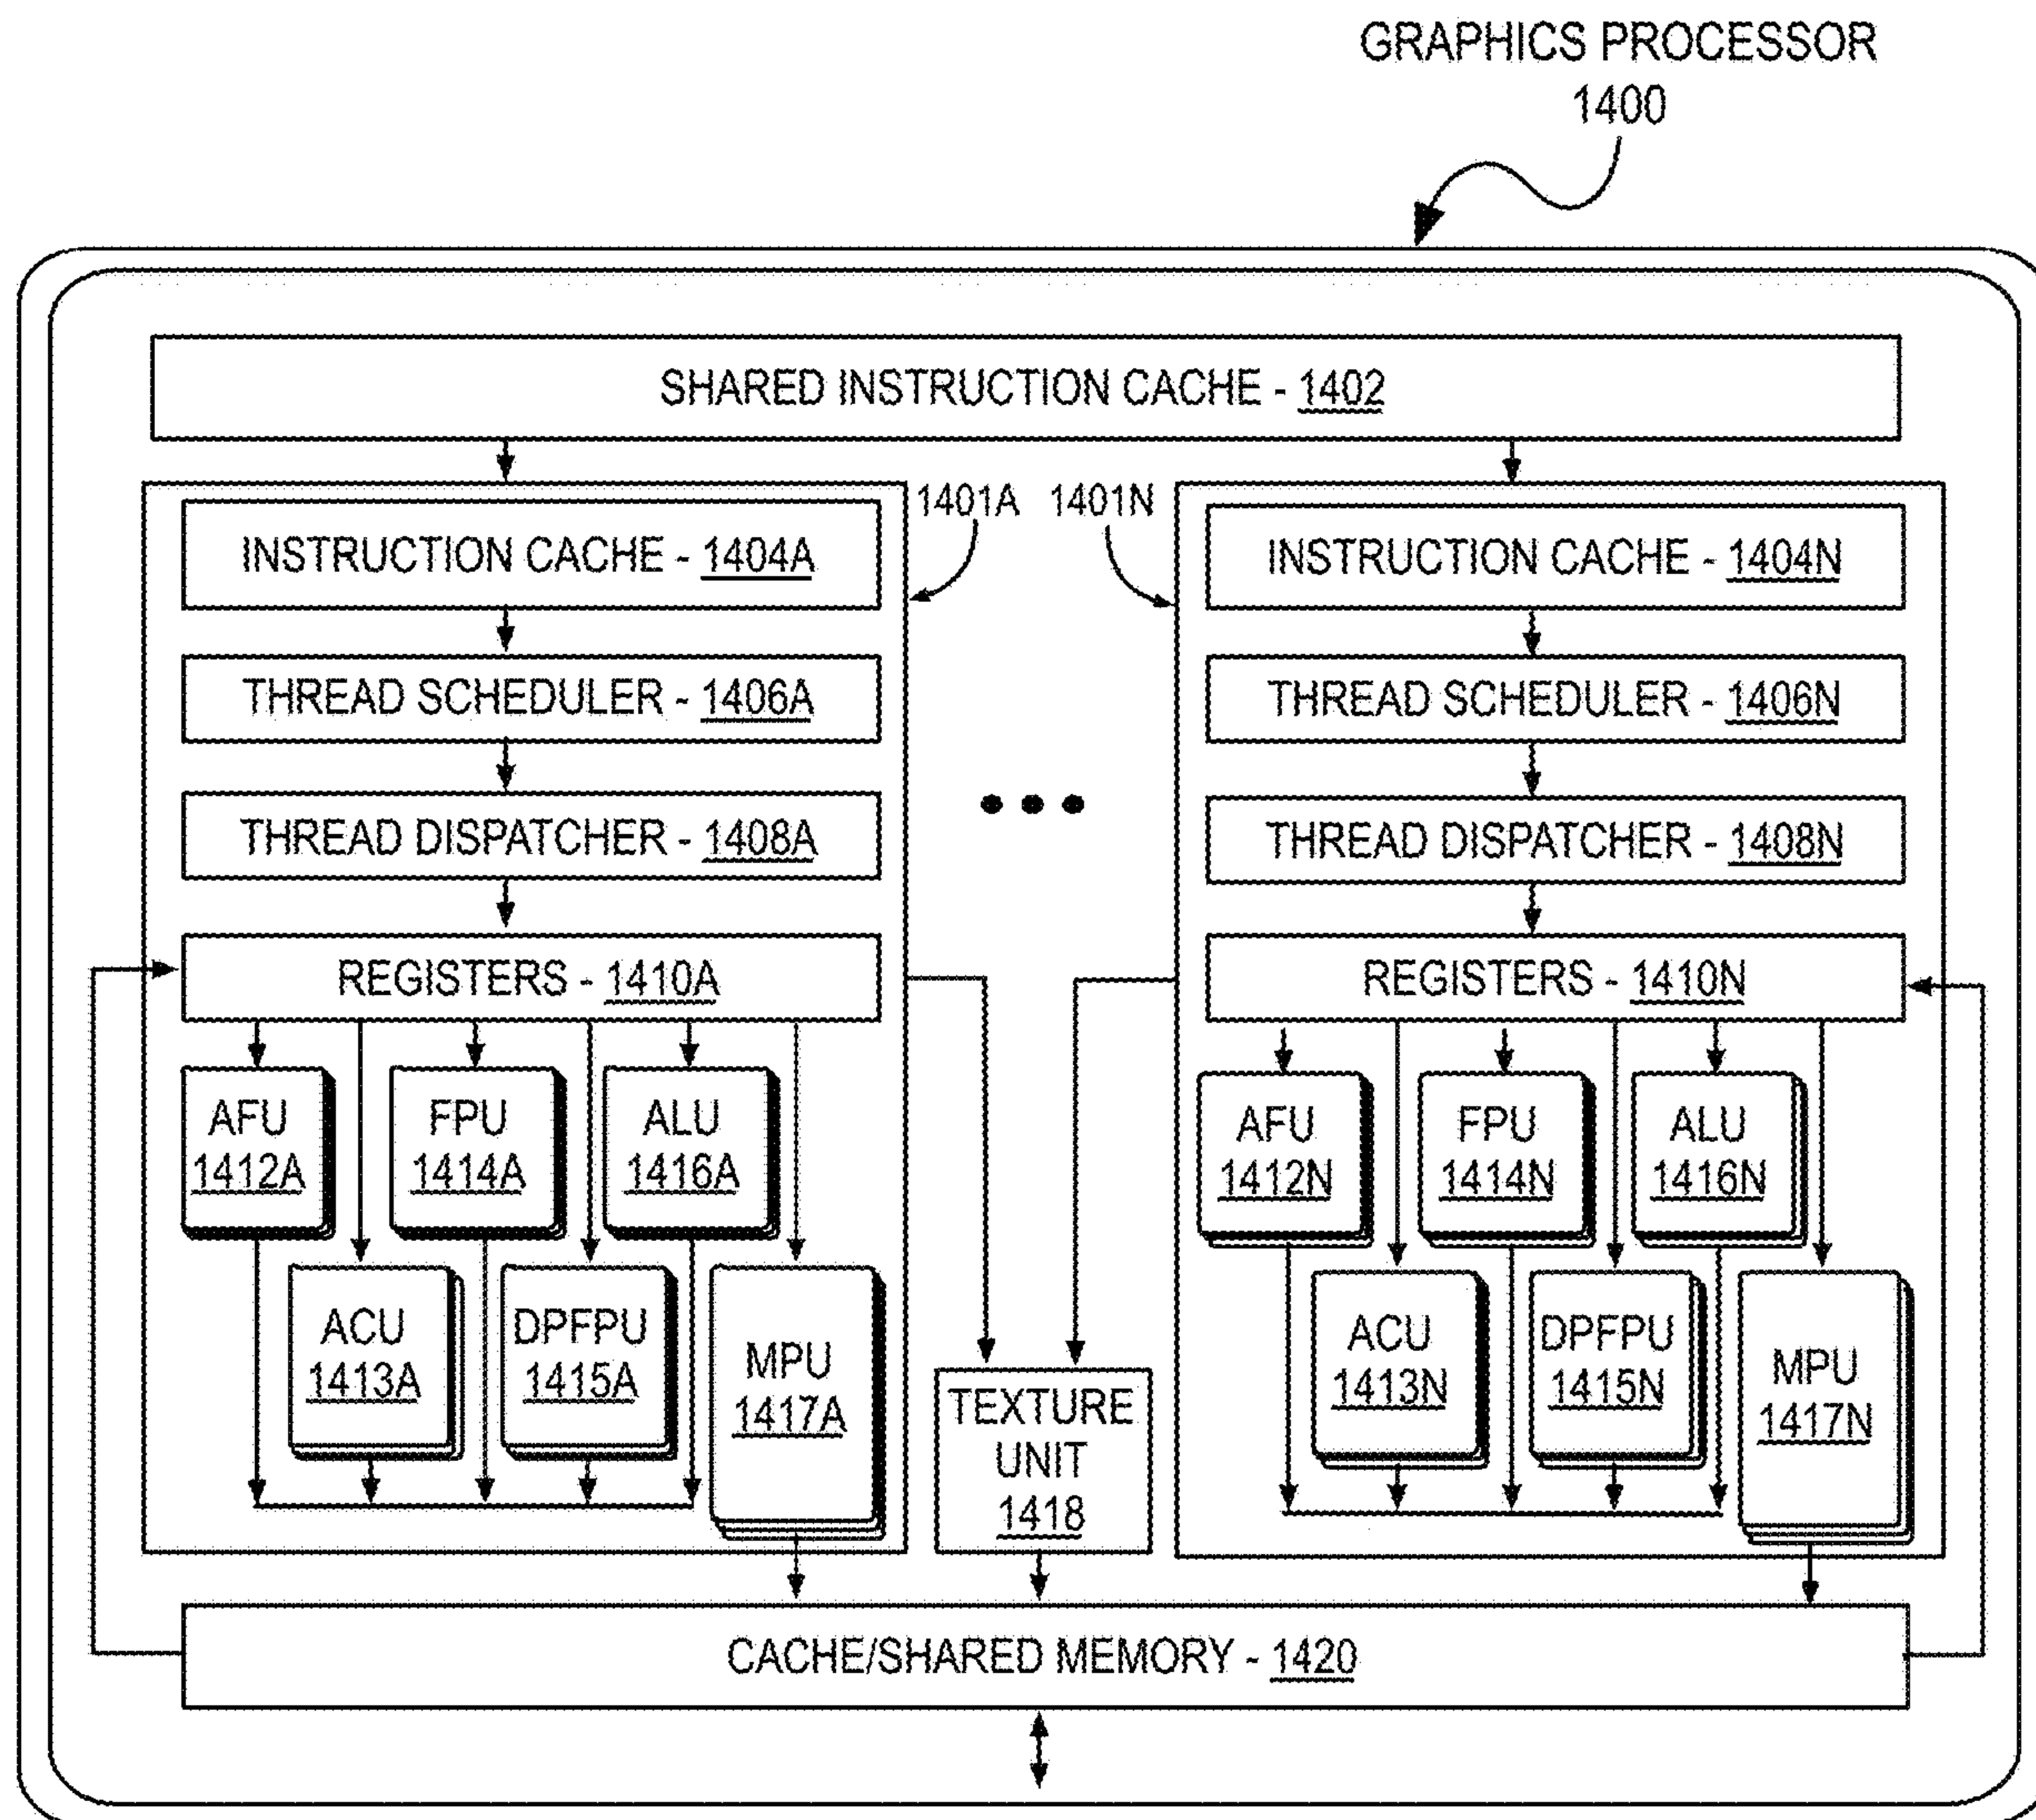 GRAPHICS PROCESSOR
1400
SHARED INSTRUCTION CACHE - 1402
1401A
1401N
INSTRUCTION CACHE - 1404A
THREAD SCHEDULER - 1406A
THREAD DISPATCHER - 1408A
REGISTERS - 1410A
AFU
1412A
FPU
1414A
ALU
1416A
ACU
1413A
DPFPU
1415A
MPU
1417A
INSTRUCTION CACHE - 1404N
THREAD SCHEDULER - 1406N
THREAD DISPATCHER - 1408N
REGISTERS - 1410N
AFU
1412N
FPU
1414N
ALU
1416N
ACU
1413N
DPFPU
1415N
MPU
1417N
TEXTURE
UNIT
1418
CACHE/SHARED MEMORY - 1420